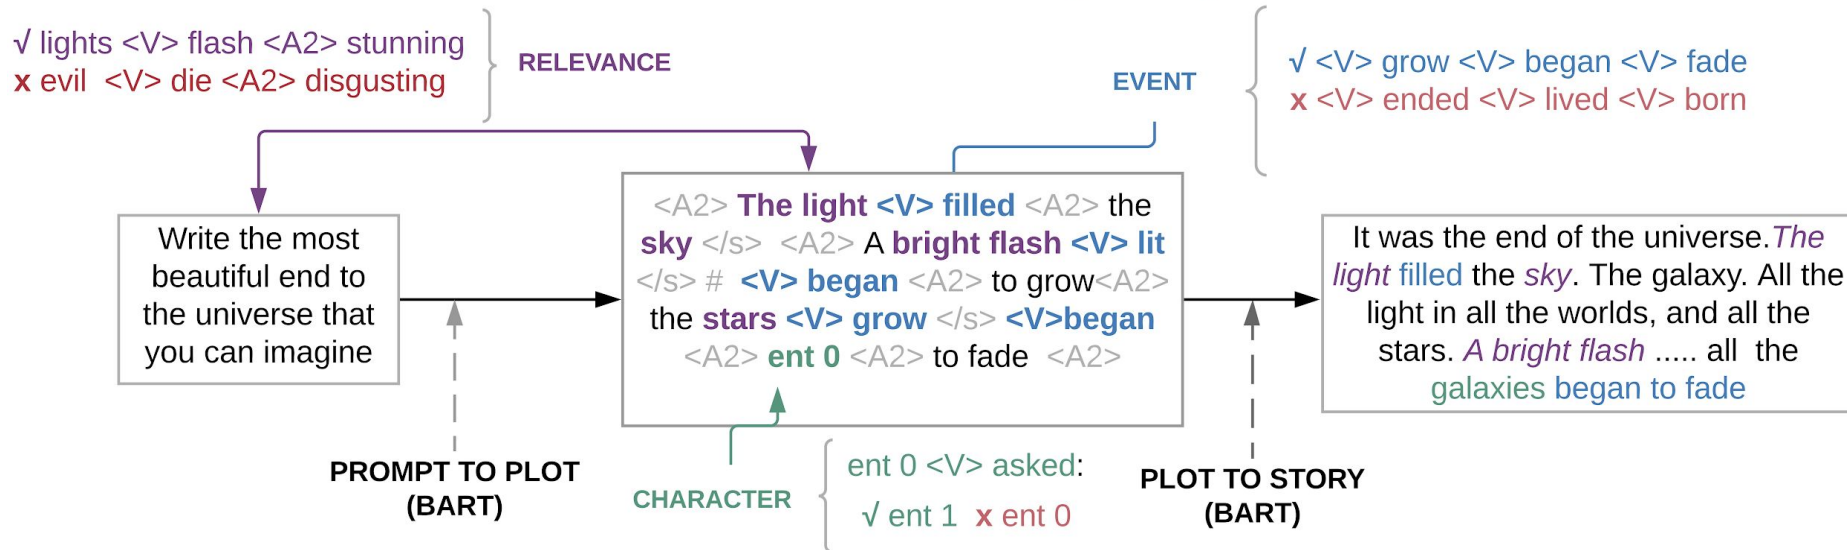 √ lights <V> flash <A2> stunning
x evil <V> die <A2> disgusting
RELEVANCE
EVENT
√ <V> grow <V> began <V> fade
x <V> ended <V> lived <V> born
Write the most
beautiful end to
the universe that
you can imagine
<A2> The light <V> filled <A2> the
sky </s> <A2> A bright flash <V> lit
</s> # <V> began <A2> to grow<A2>
the stars <V> grow </s> <V>began
<A2> ent 0 <A2> to fade <A2>
It was the end of the universe.The
light filled the sky. The galaxy. All the
light in all the worlds, and all the
stars. A bright flash ..... all the
galaxies began to fade
PROMPT TO PLOT
(BART)
CHARACTER
ent 0 <V> asked:
√ ent 1 x ent 0
PLOT TO STORY
(BART)